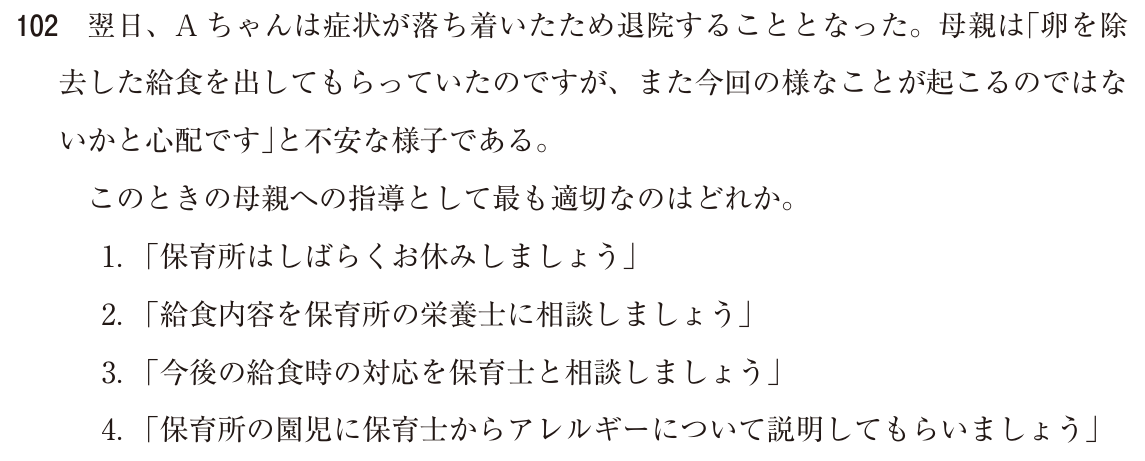 102　翌日、Aちゃんは症状が落ち着いたため退院することとなった。母親は「卵を除
去した給食を出してもらっていたのですが、また今回の様なことが起こるのではな
いかと心配です」と不安な様子である。
このときの母親への指導として最も適切なのはどれか。
1. 「保育所はしばらくお休みしましょう」
2. 「給食内容を保育所の栄養士に相談しましょう」
3. 「今後の給食時の対応を保育士と相談しましょう」
4. 「保育所の園児に保育士からアレルギーについて説明してもらいましょう」